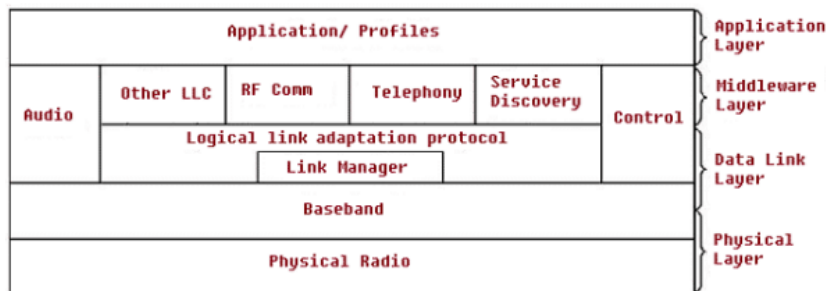 Application/ Profiles
Application
Layer
Audio
Other LLC
RF Comm
Telephony
Service
Discovery
Control
Middleware
Layer
Logical link adaptation protocol
Link Manager
Data Link
Layer
Baseband
Physical Radio
Physical
Layer